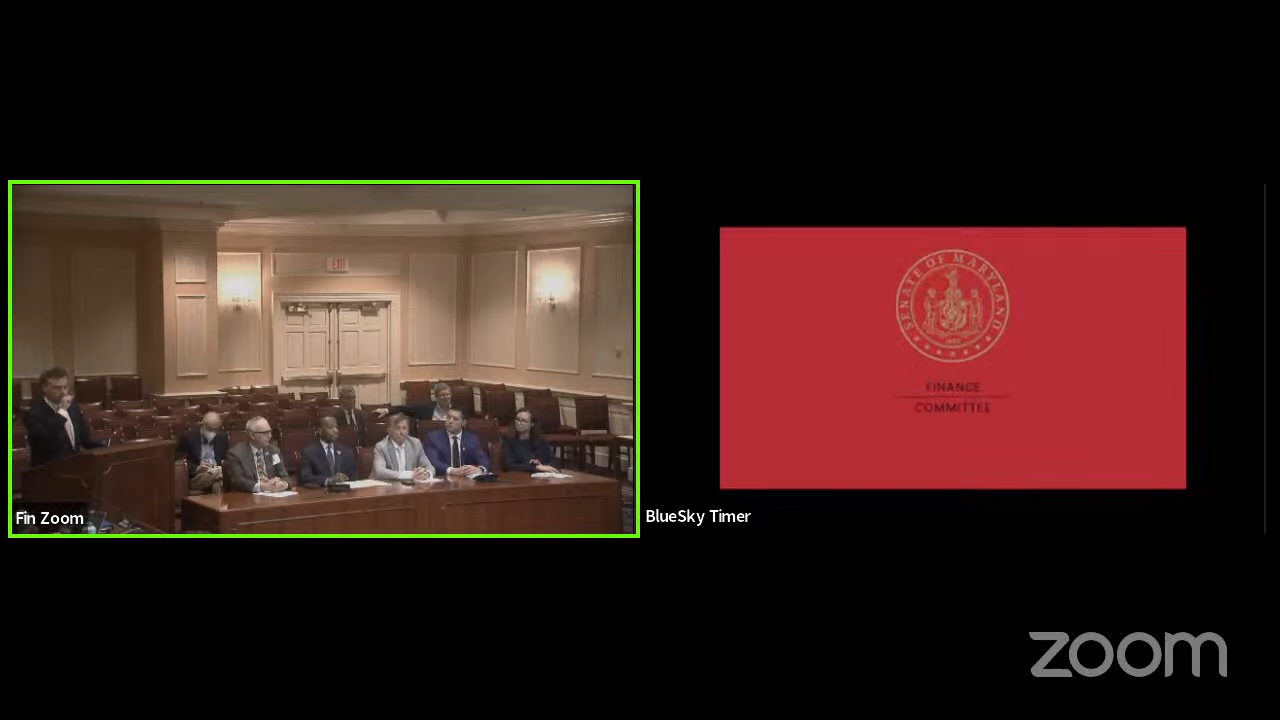 EXIT
SENATE OF MARYLAND
FINANCE
COMMITTEE
Fin Zoom
BlueSky Timer
zoom